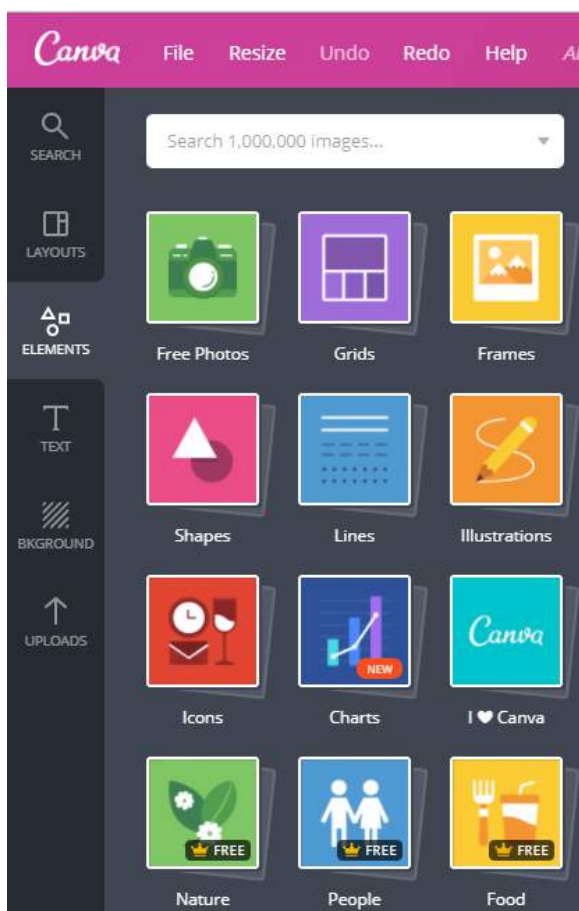 Canva File Resize Undo Redo Help
SEARCH
Search 1,000,000 images...
LAYOUTS
ELEMENTS
TEXT
BKGROUND
UPLOADS
Free Photos Grids Frames
Shapes Lines Illustrations
NEW
Canva
Icons Charts I ♥ Canva
FREE FREE FREE
Nature People Food